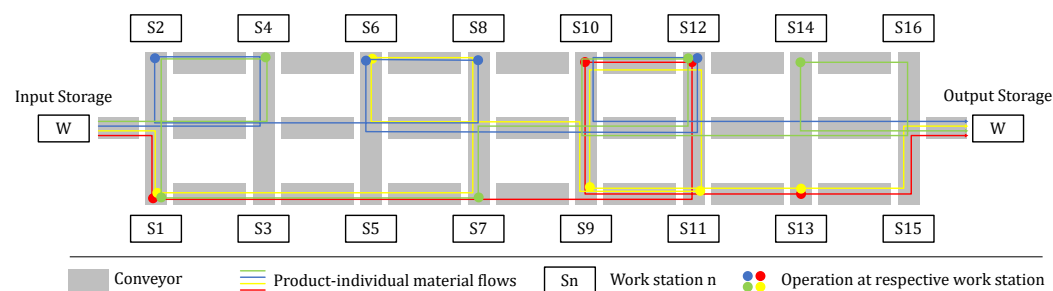 S2 S4 S6 S8 S10 S12 S14 S16
Input Storage
Output Storage
W
W
S1 S3 S5 S7 S9 S11 S13 S15
Conveyor
Product-individual material flows
Sn
Work station n
Operation at respective work station